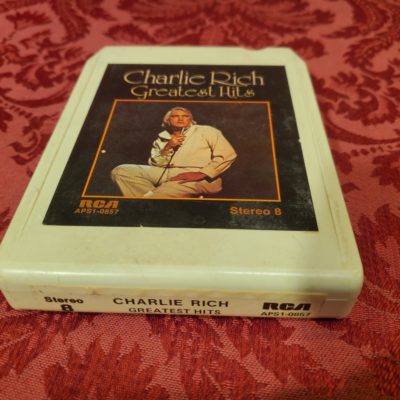 Charlie Rich
Greatest Hits
RCA
APS1-0857
Stereo 8
Stereo
8
CHARLIE RICH
GREATEST HITS
RCA
APS1-0857